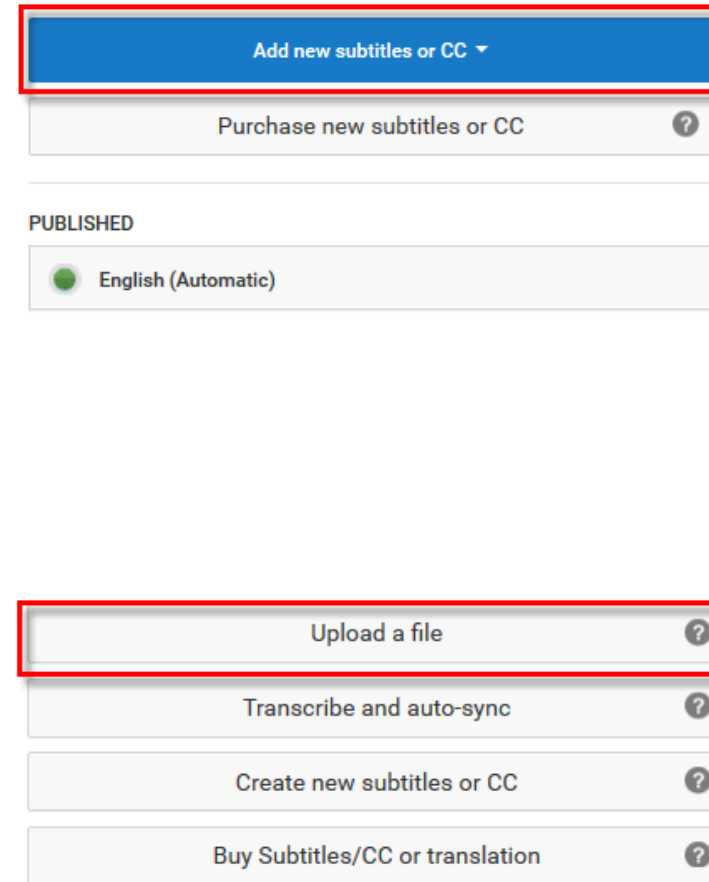 Add new subtitles or CC
Purchase new subtitles or CC ?
PUBLISHED
English (Automatic)
Upload a file ?
Transcribe and auto-sync ?
Create new subtitles or CC ?
Buy Subtitles/CC or translation ?